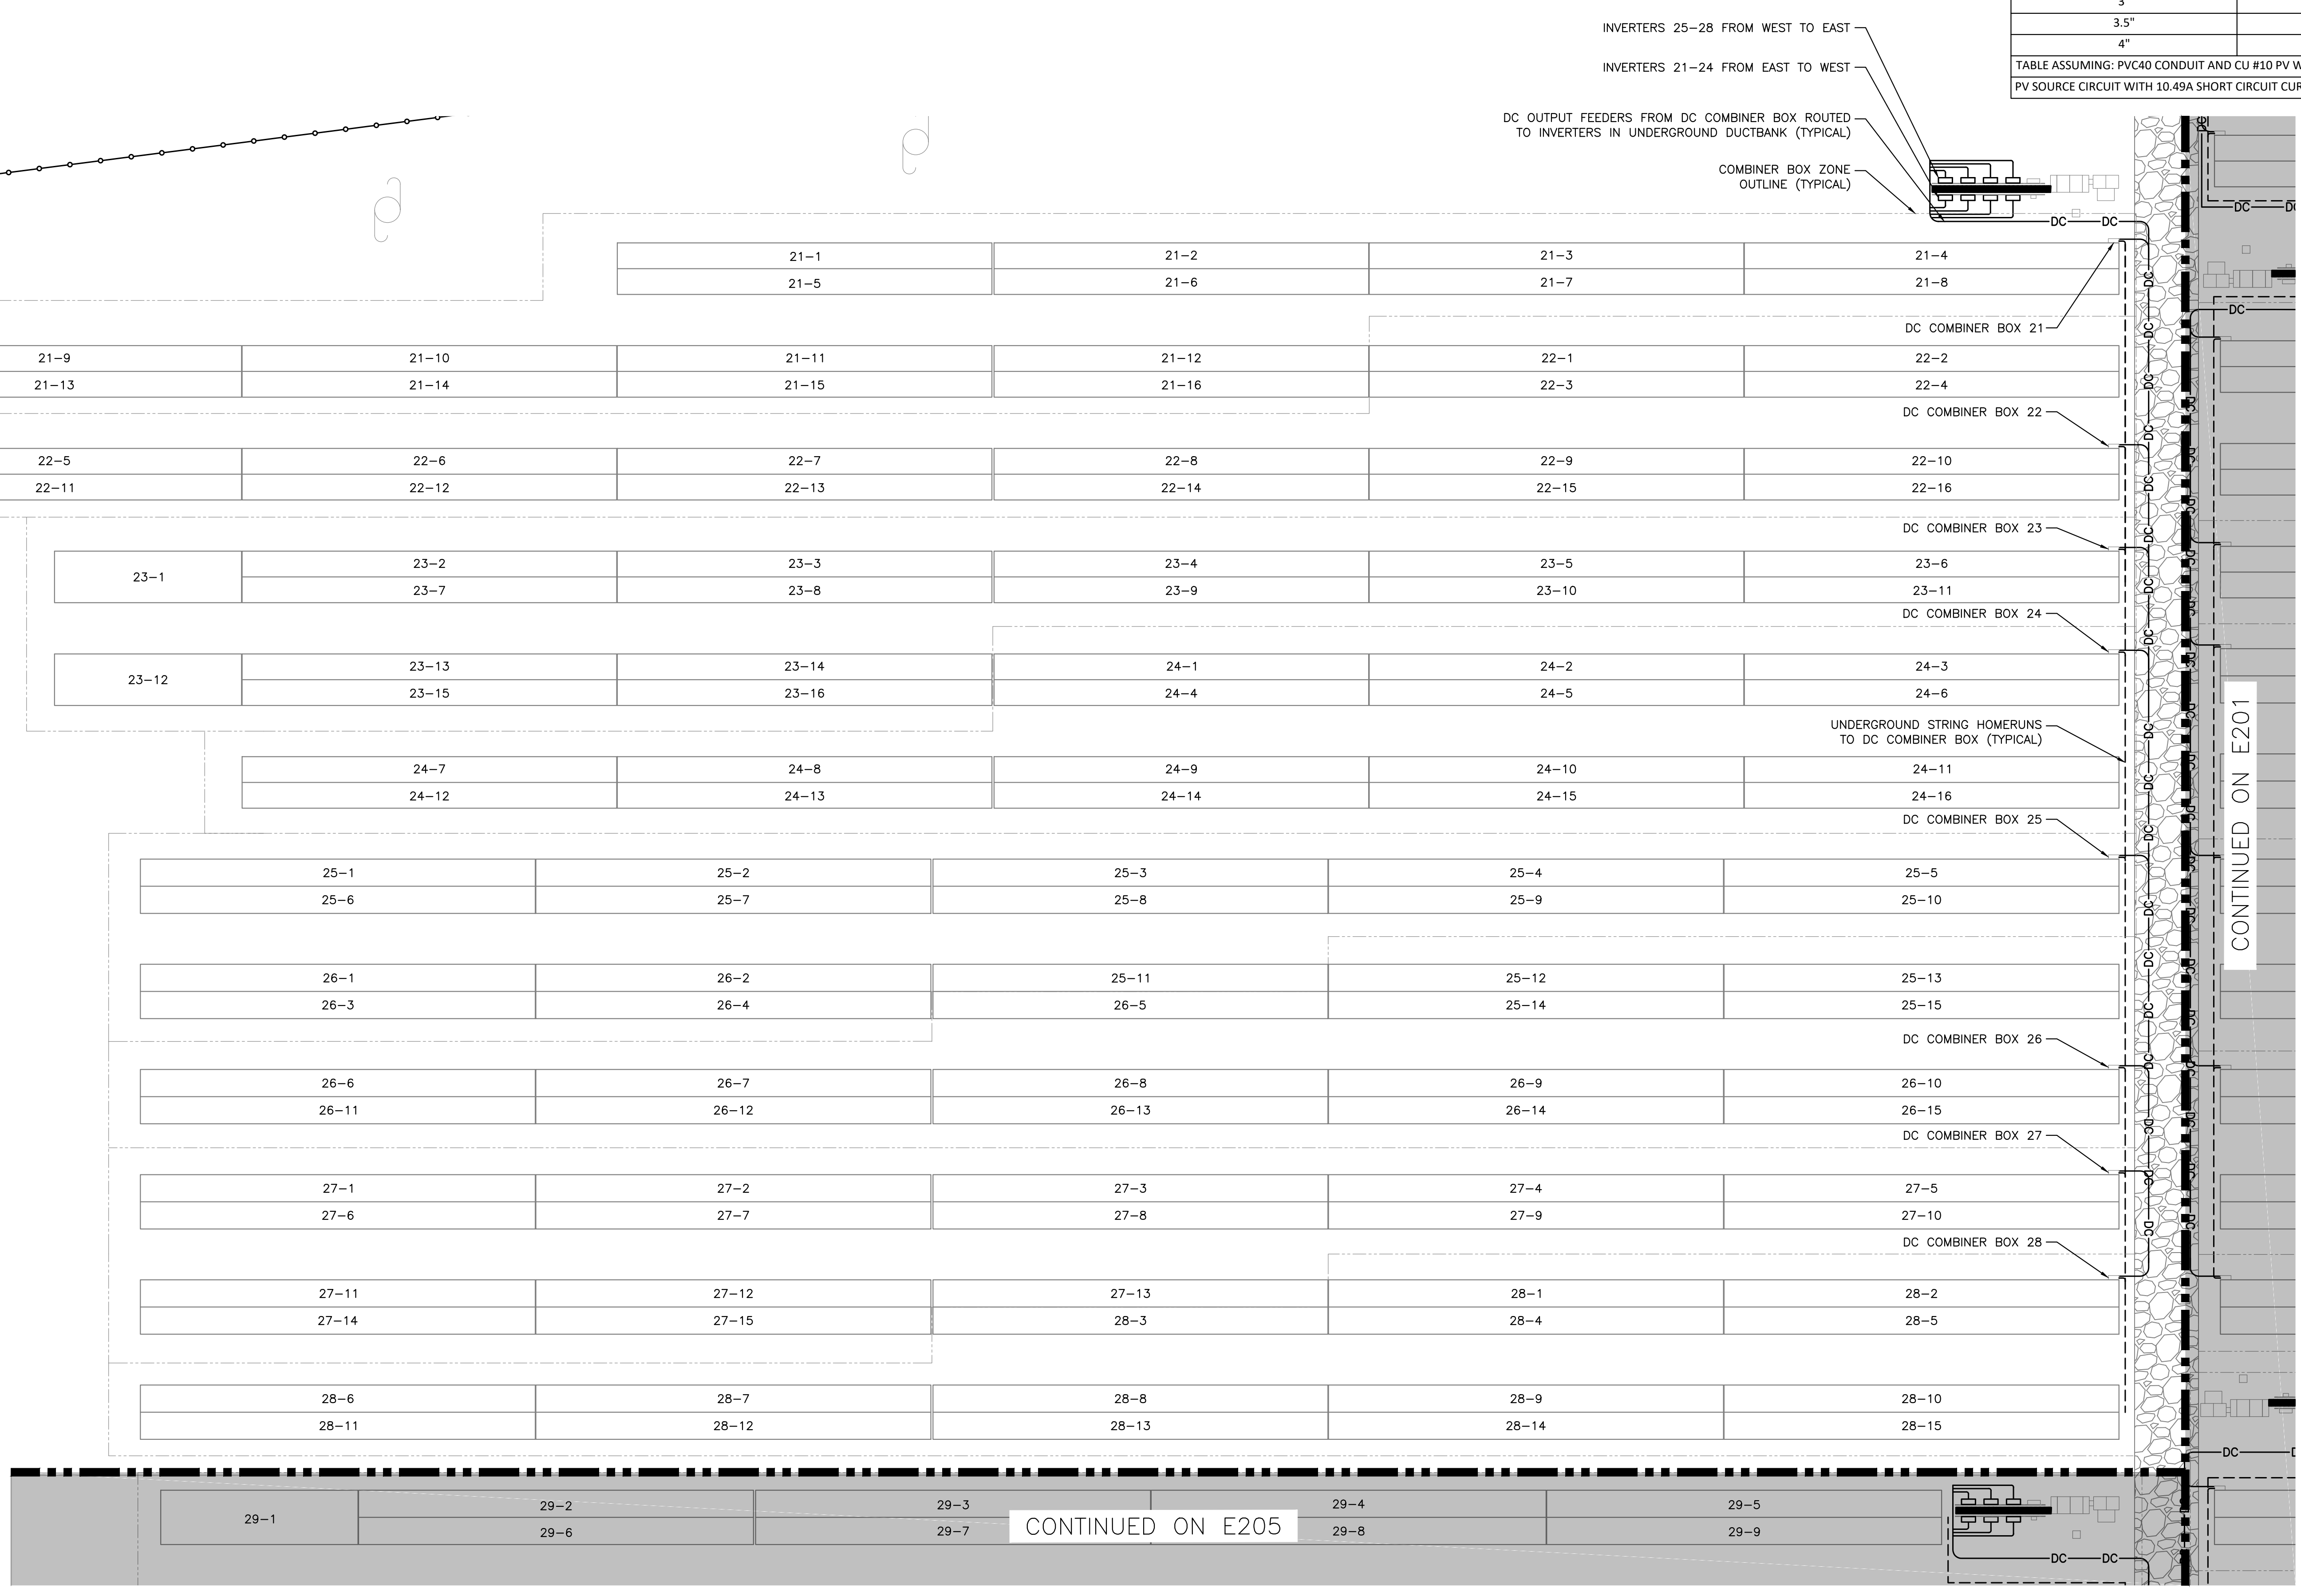 3"
3.5"
4"
TABLE ASSUMING: PVC40 CONDUIT AND CU #10 PV
PV SOURCE CIRCUIT WITH 10.49A SHORT CIRCUIT
INVERTERS 25-28 FROM WEST TO EAST
INVERTERS 21-24 FROM EAST TO WEST
DC OUTPUT FEEDERS FROM DC COMBINER BOX ROUTED
TO INVERTERS IN UNDERGROUND DUCTBANK (TYPICAL)
COMBINER BOX ZONE
OUTLINE (TYPICAL)
DC DC
DC
21-1 21-2 21-3 21-4
21-5 21-6 21-7 21-8
DC COMBINER BOX 21
DC
21-9 21-10 21-11 21-12 22-1 22-2
21-13 21-14 21-15 21-16 22-3 22-4
DC COMBINER BOX 22
22-5 22-6 22-7 22-8 22-9 22-10
22-11 22-12 22-13 22-14 22-15 22-16
DC COMBINER BOX 23
23-1
23-2 23-3 23-4 23-5 23-6
23-7 23-8 23-9 23-10 23-11
DC COMBINER BOX 24
23-12
23-13 23-14 24-1 24-2 24-3
23-15 23-16 24-4 24-5 24-6
UNDERGROUND STRING HOMERUNS
TO DC COMBINER BOX (TYPICAL)
24-7 24-8 24-9 24-10 24-11
24-12 24-13 24-14 24-15 24-16
DC COMBINER BOX 25
CONTINUED ON E201
25-1 25-2 25-3 25-4 25-5
25-6 25-7 25-8 25-9 25-10
26-1 26-2 25-11 25-12 25-13
26-3 26-4 26-5 25-14 25-15
DC COMBINER BOX 26
26-6 26-7 26-8 26-9 26-10
26-11 26-12 26-13 26-14 26-15
DC COMBINER BOX 27
27-1 27-2 27-3 27-4 27-5
27-6 27-7 27-8 27-9 27-10
DC COMBINER BOX 28
27-11 27-12 27-13 28-1 28-2
27-14 27-15 28-3 28-4 28-5
28-6 28-7 28-8 28-9 28-10
28-11 28-12 28-13 28-14 28-15
DC
29-1
29-2 29-3 29-4 29-5
29-6 29-7 29-8 29-9
CONTINUED ON E205
DC DC